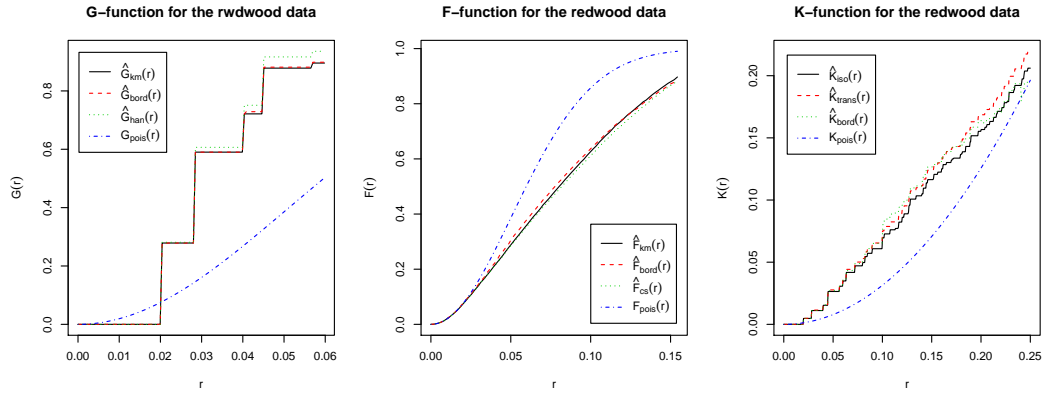 G−function for the rwdwood data
G(r)
0.0 0.2 0.4 0.6 0.8
Ĝkm(r)
Ĝbord(r)
Ĝhan(r)
Gpois(r)
0.00 0.01 0.02 0.03 0.04 0.05 0.06
r
F−function for the redwood data
F(r)
0.0 0.2 0.4 0.6 0.8 1.0
F̂km(r)
F̂bord(r)
F̂cs(r)
Fpois(r)
0.00 0.05 0.10 0.15
r
K−function for the redwood data
K(r)
0.00 0.05 0.10 0.15 0.20
K̂iso(r)
K̂trans(r)
K̂bord(r)
Kpois(r)
0.00 0.05 0.10 0.15 0.20 0.25
r